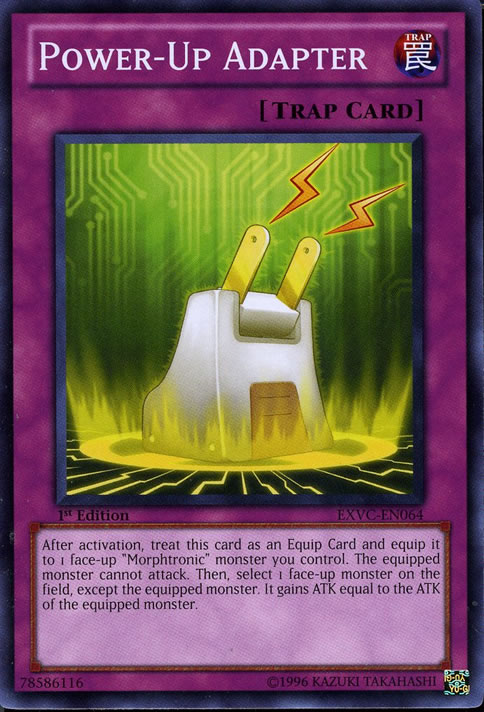 POWER-UP ADAPTER
TRAP
罠
[TRAP CARD]
1st Edition
EXVC-EN064
After activation, treat this card as an Equip Card and equip it
to 1 face-up "Morphtronic" monster you control. The equipped
monster cannot attack. Then, select 1 face-up monster on the
field, except the equipped monster. It gains ATK equal to the ATK
of the equipped monster.
78586116
©1996 KAZUKI TAKAHASHI